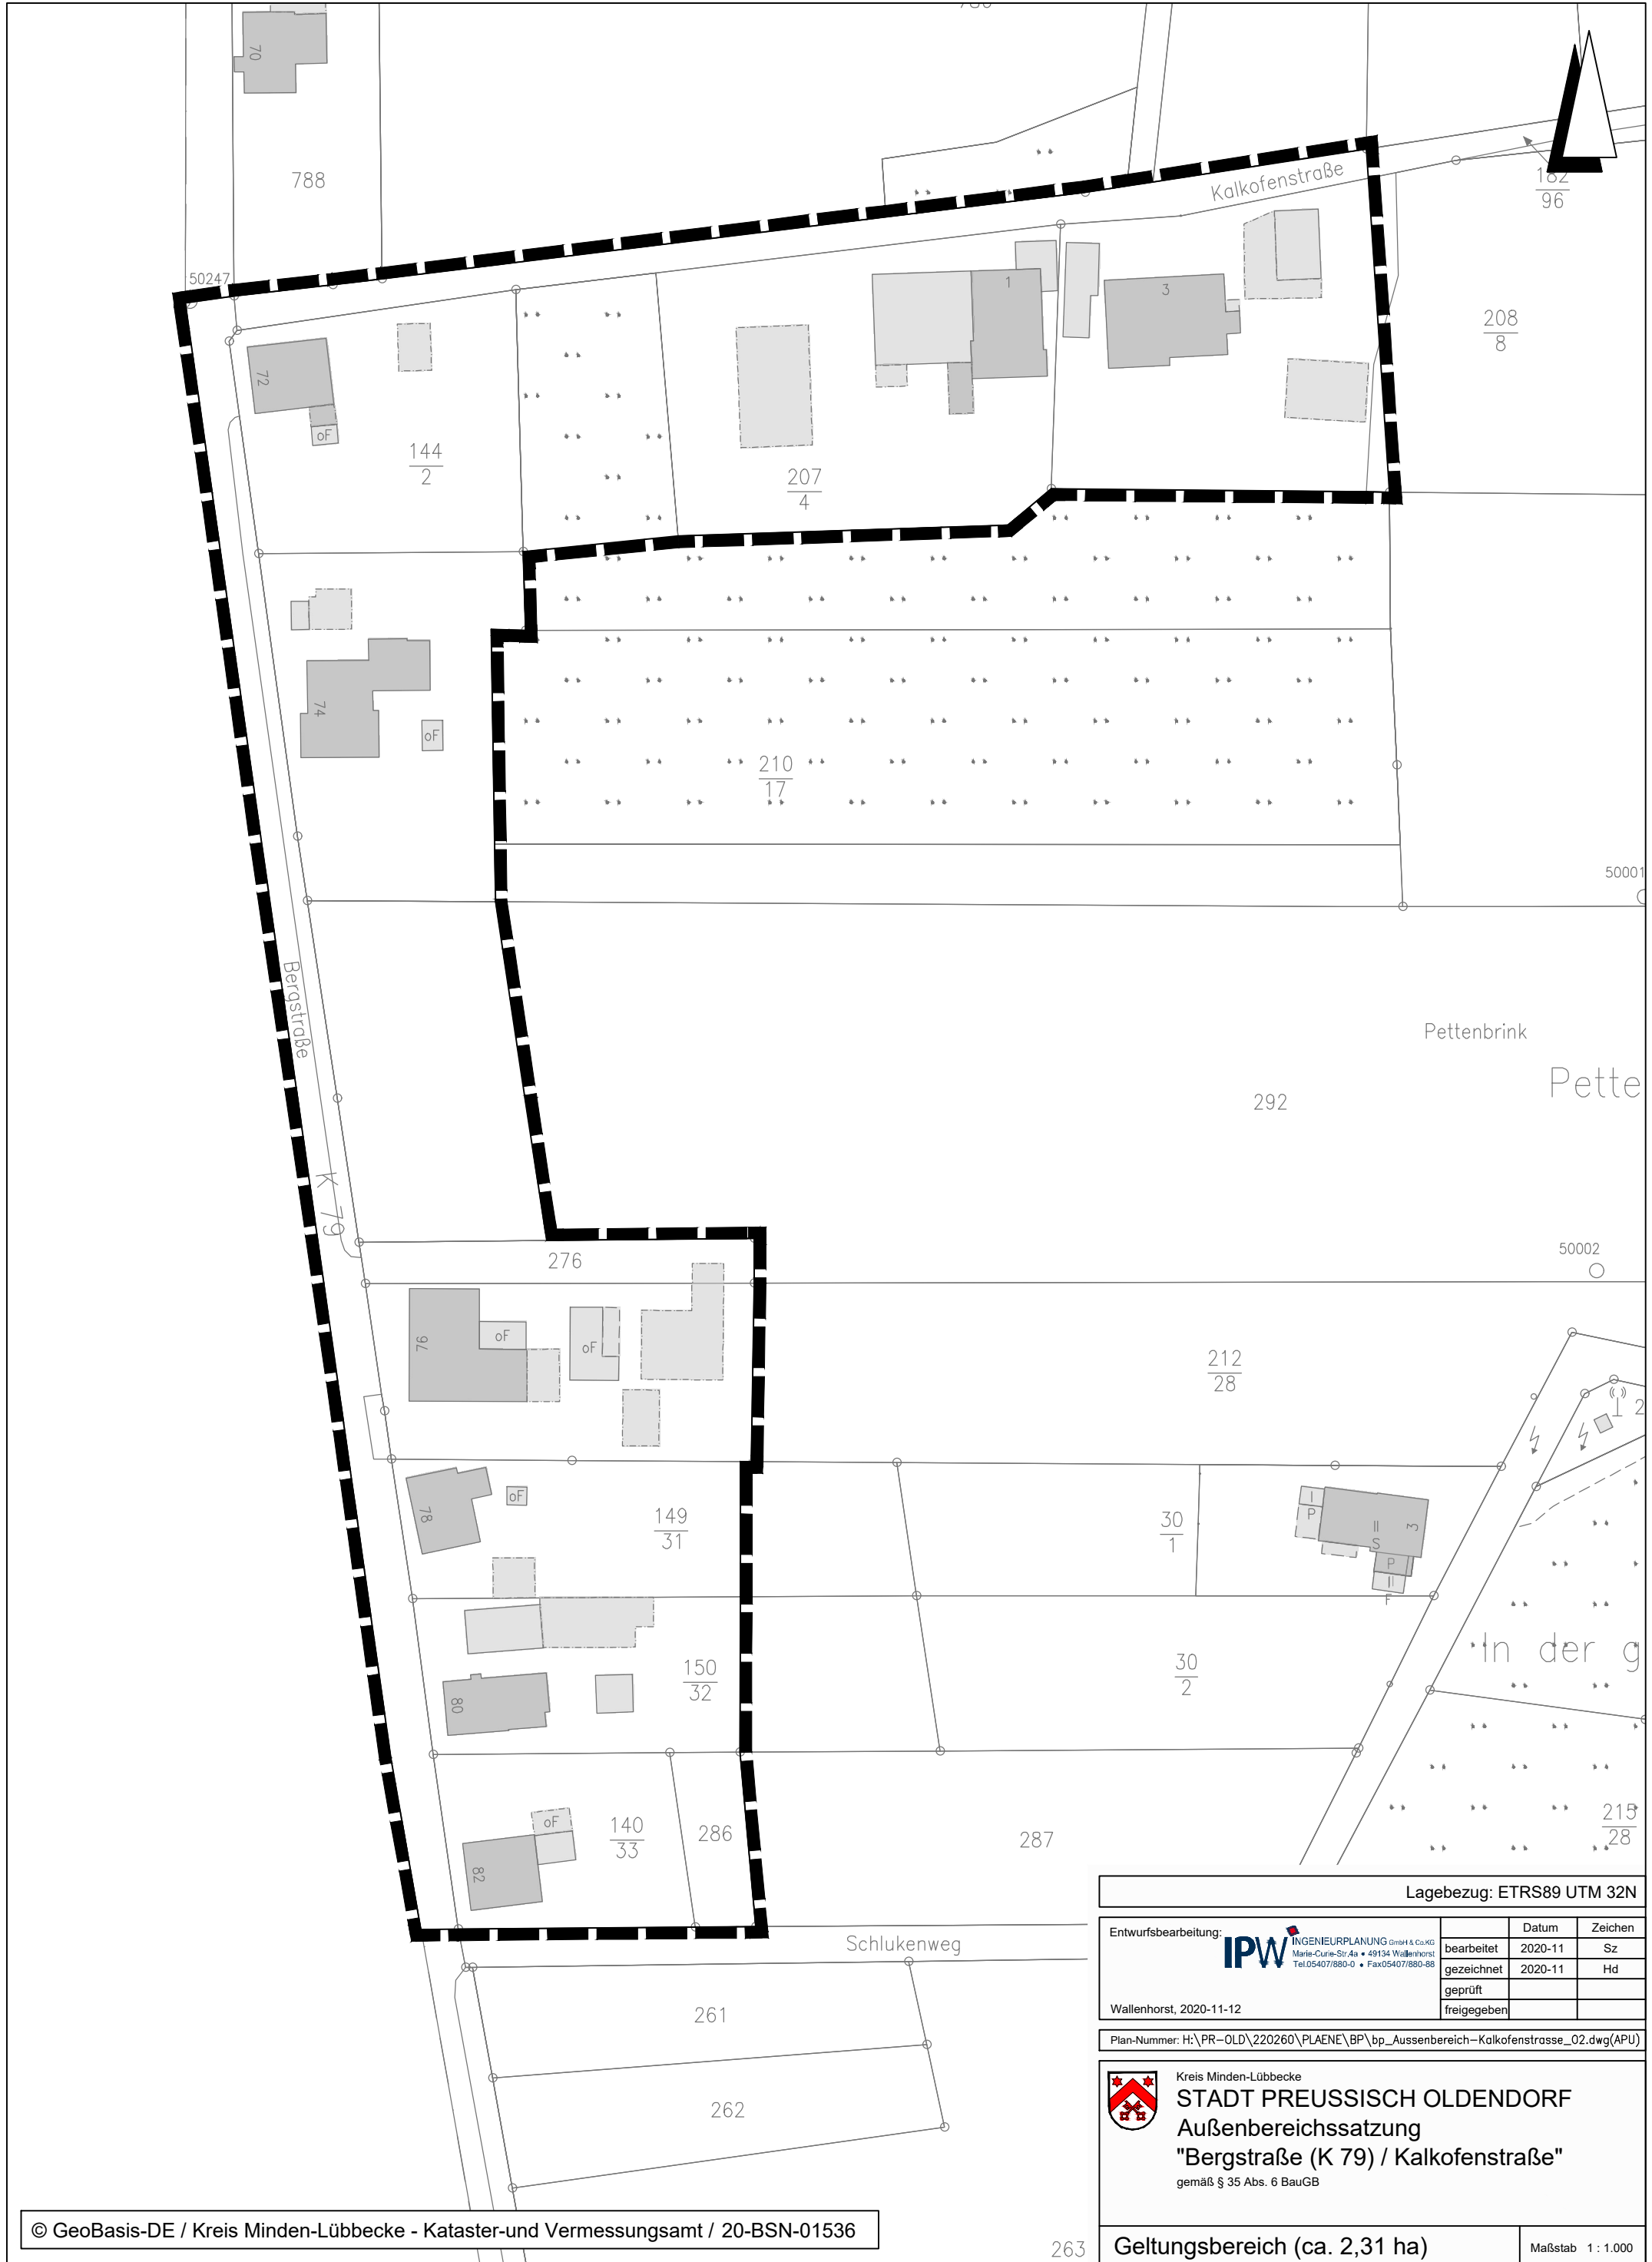 70
788
Kalkofenstraße
182
96
50247
1
3
208
8
72
oF
144
2
207
4
74
oF
210
17
50001
Bergstraße
Pettenbrink
Pette
292
K 79
276
50002
76
oF
oF
212
28
2
78
oF
149
31
30
1
I
P
II
S
3
P
II
F
150
32
80
30
2
In der g
oF
140
33
286
287
82
215
28
Schlukenweg
261
262
263
Lagebezug: ETRS89 UTM 32N
Entwurfsbearbeitung:
IPW INGENIEURPLANUNG GmbH & Co.KG
Marie-Curie-Str.4a • 49134 Wallenhorst
Tel.05407/880-0 • Fax05407/880-88
Wallenhorst, 2020-11-12
Datum Zeichen
bearbeitet 2020-11 Sz
gezeichnet 2020-11 Hd
geprüft
freigegeben
Plan-Nummer: H:\PR-OLD\220260\PLAENE\BP\bp_Aussenbereich-Kalkofenstrasse_02.dwg(APU)
Kreis Minden-Lübbecke
STADT PREUSSISCH OLDENDORF
Außenbereichssatzung
"Bergstraße (K 79) / Kalkofenstraße"
gemäß § 35 Abs. 6 BauGB
Geltungsbereich (ca. 2,31 ha)
Maßstab 1 : 1.000
© GeoBasis-DE / Kreis Minden-Lübbecke - Kataster-und Vermessungsamt / 20-BSN-01536